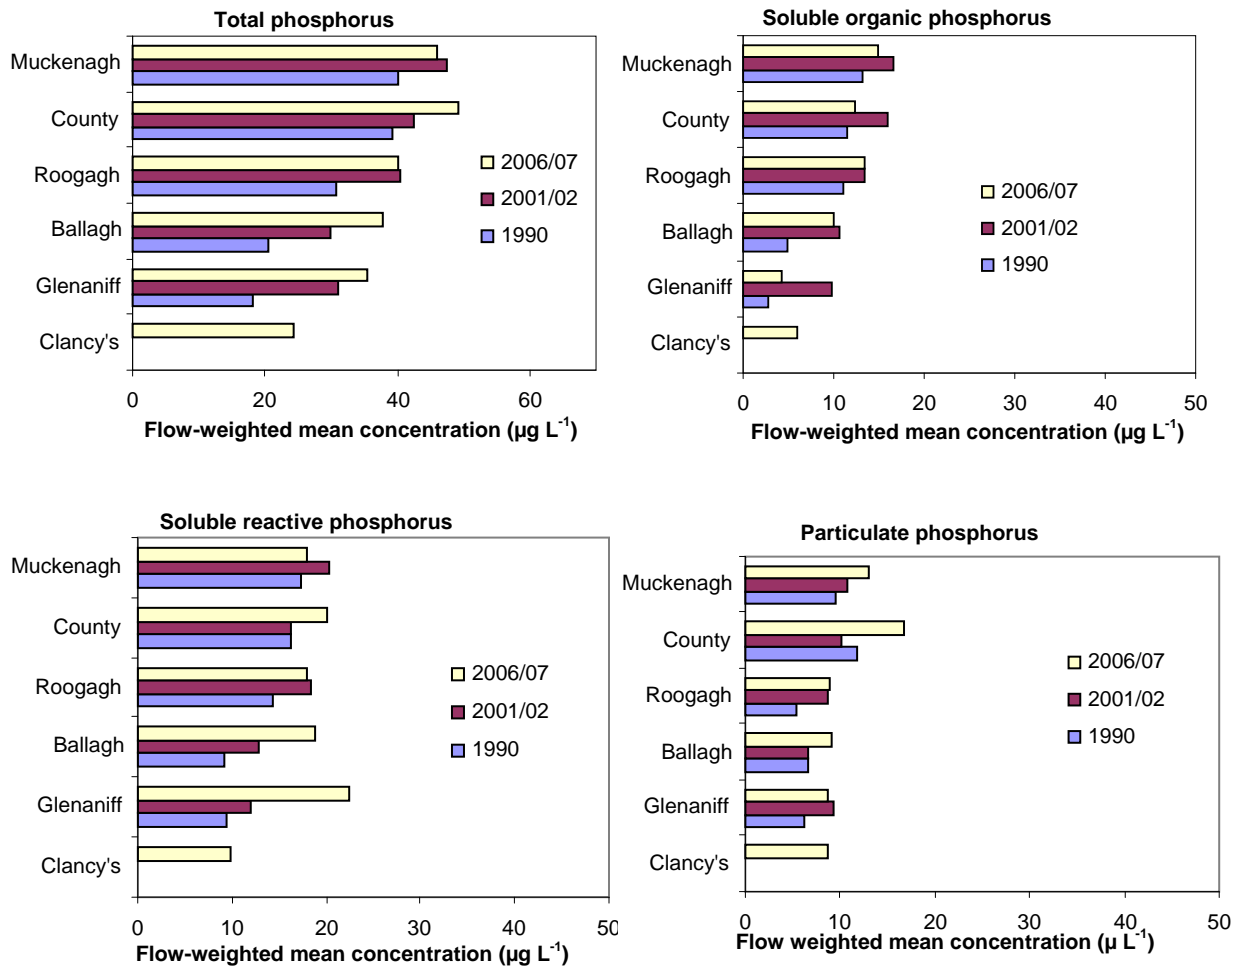 Total phosphorus
Muckenagh
County
Roogagh
Ballagh
Glenaniff
Clancy's
2006/07
2001/02
1990
0 20 40 60
Flow-weighted mean concentration (µg L-1)
Soluble organic phosphorus
Muckenagh
County
Roogagh
Ballagh
Glenaniff
Clancy's
2006/07
2001/02
1990
0 10 20 30 40 50
Flow-weighted mean concentration (µg L-1)
Soluble reactive phosphorus
Muckenagh
County
Roogagh
Ballagh
Glenaniff
Clancy's
2006/07
2001/02
1990
0 10 20 30 40 50
Flow-weighted mean concentration (µg L-1)
Particulate phosphorus
Muckenagh
County
Roogagh
Ballagh
Glenaniff
Clancy's
2006/07
2001/02
1990
0 10 20 30 40 50
Flow weighted mean concentration (µ L-1)